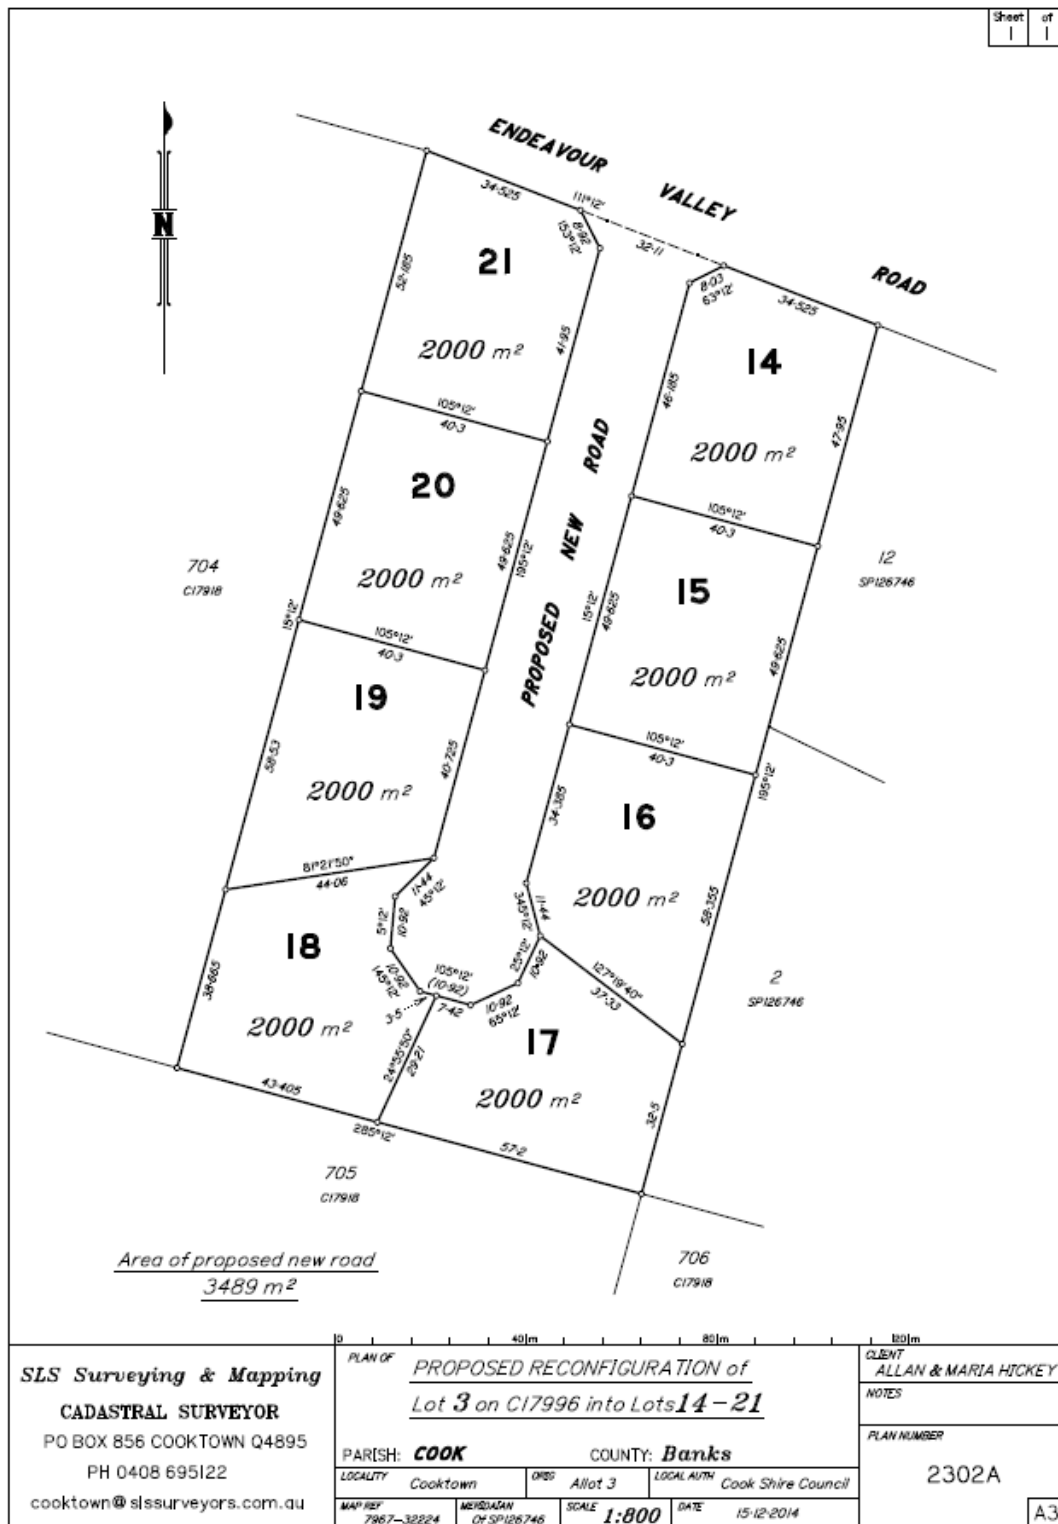 Sheet of
1 1
ENDEAVOUR VALLEY ROAD
N
34·525
111°12'
8·92
153°12'
32·11
8·03
63°12'
34·525
21
52·185
2000 m²
41·95
14
46·185
2000 m²
47·95
105°12'
40·3
20
49·625
2000 m²
49·625
195°12'
PROPOSED NEW ROAD
105°12'
40·3
15
15°12'
49·625
2000 m²
49·625
12
SP126746
704
C17918
15°12'
105°12'
40·3
19
58·53
2000 m²
40·725
105°12'
40·3
195°12'
16
34·385
2000 m²
58·355
81°21'50"
44·06
11·44
45°12'
345°12'
11·44
5°12'
10·92
18
38·665
2000 m²
10·92
145°12'
105°12'
(10·92)
3·5
7·42
25°12'
10·92
10·92
65°12'
127°19'40"
37·33
2
SP126746
17
2000 m²
24°55'50"
29·21
32·5
43·405
285°12'
57·2
705
C17918
706
C17918
Area of proposed new road
3489 m²
0 40|m 80|m 120|m
SLS Surveying & Mapping
CADASTRAL SURVEYOR
PO BOX 856 COOKTOWN Q4895
PH 0408 695122
cooktown@slssurveyors.com.au
PLAN OF PROPOSED RECONFIGURATION of
Lot 3 on C17996 into Lots 14-21
PARISH: COOK COUNTY: Banks
LOCALITY Cooktown ORIG Allot 3 LOCAL AUTH Cook Shire Council
MAP REF 7967-32224 MERIDIAN Of SP126746 SCALE 1:800 DATE 15-12-2014
CLIENT
ALLAN & MARIA HICKEY
NOTES
PLAN NUMBER
2302A
A3